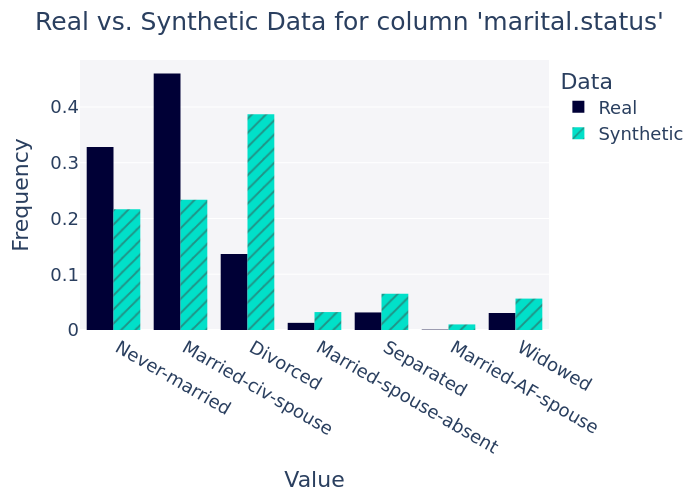 Real vs. Synthetic Data for column 'marital.status'
Data
Real
Synthetic
Frequency
0.4
0.3
0.2
0.1
0
Never-married
Married-civ-spouse
Divorced
Married-spouse-absent
Separated
Married-AF-spouse
Widowed
Value